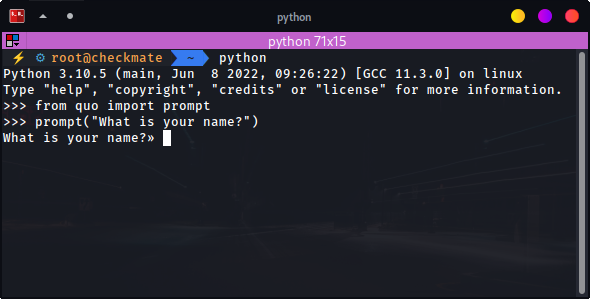 python
python 71x15
root@checkmate ~ python
Python 3.10.5 (main, Jun  8 2022, 09:26:22) [GCC 11.3.0] on linux
Type "help", "copyright", "credits" or "license" for more information.
>>> from quo import prompt
>>> prompt("What is your name?")
What is your name?»